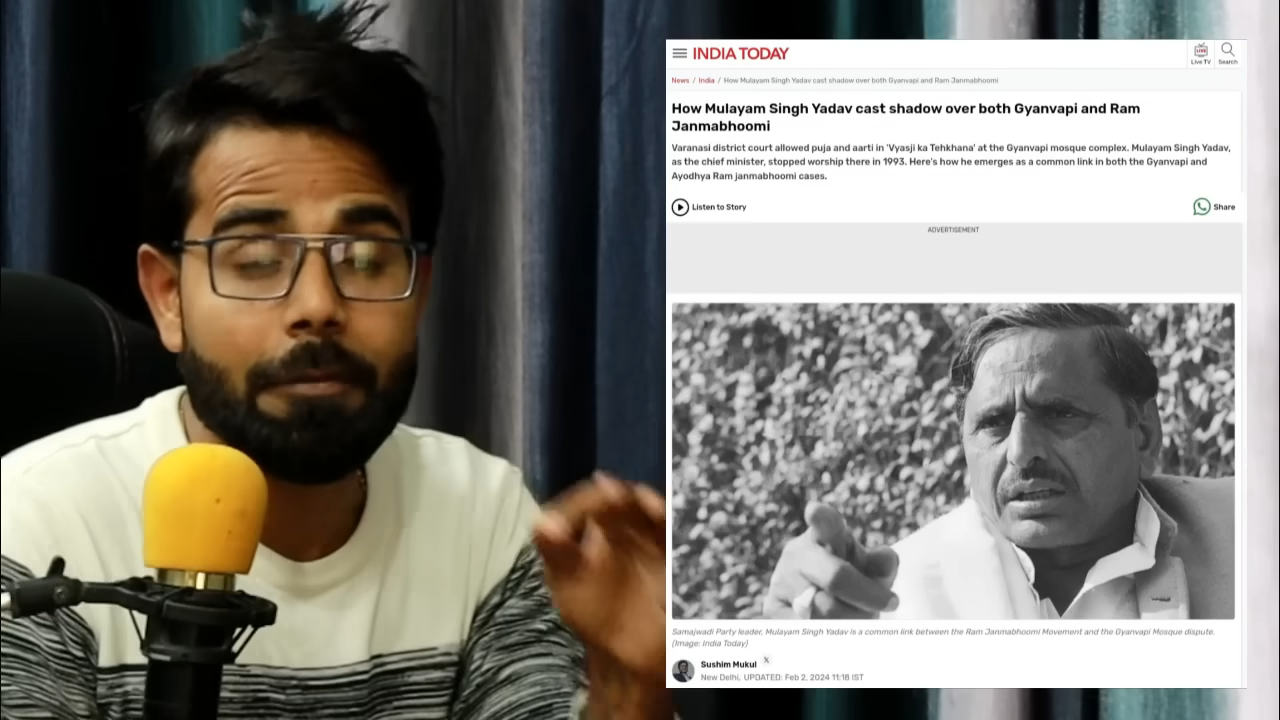 INDIA TODAY
LIVE
Live TV
Search
News / India / How Mulayam Singh Yadav cast shadow over both Gyanvapi and Ram Janmabhoomi
How Mulayam Singh Yadav cast shadow over both Gyanvapi and Ram
Janmabhoomi
Varanasi district court allowed puja and aarti in 'Vyasji ka Tehkhana' at the Gyanvapi mosque complex. Mulayam Singh Yadav,
as the chief minister, stopped worship there in 1993. Here's how he emerges as a common link in both the Gyanvapi and
Ayodhya Ram janmabhoomi cases.
Listen to Story
Share
ADVERTISEMENT
Samajwadi Party leader, Mulayam Singh Yadav is a common link between the Ram Janmabhoomi Movement and the Gyanvapi Mosque dispute.
(Image: India Today)
Sushim Mukul
New Delhi, UPDATED: Feb 2, 2024 11:18 IST